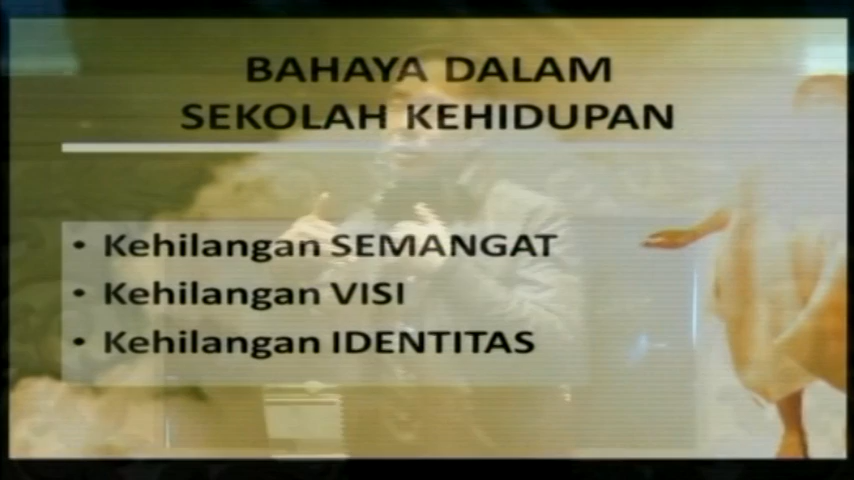 BAHAYA DALAM
SEKOLAH KEHIDUPAN
• Kehilangan SEMANGAT
• Kehilangan VISI
• Kehilangan IDENTITAS